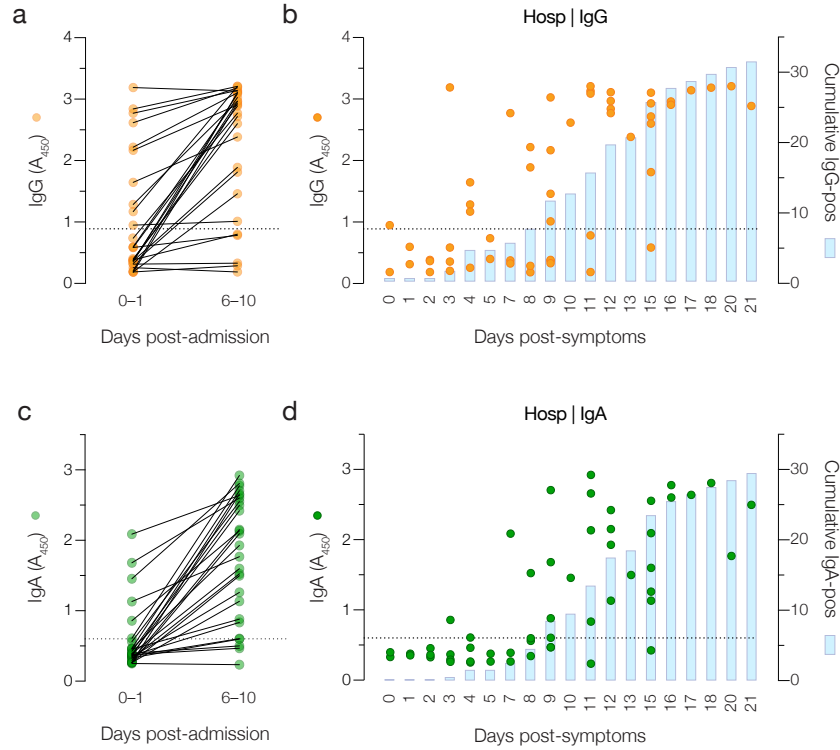 a
4
3
2
1
0
IgG (A450)
0–1
6–10
Days post-admission
b
Hosp | IgG
4
3
2
1
0
IgG (A450)
30
20
10
0
Cumulative IgG-pos
0 1 2 3 4 5 7 8 9 10 11 12 13 15 16 17 18 20 21
Days post-symptoms
c
3
2
1
0
IgA (A450)
0–1
6–10
Days post-admission
d
Hosp | IgA
3
2
1
0
IgA (A450)
30
20
10
0
Cumulative IgA-pos
0 1 2 3 4 5 7 8 9 10 11 12 13 15 16 17 18 20 21
Days post-symptoms